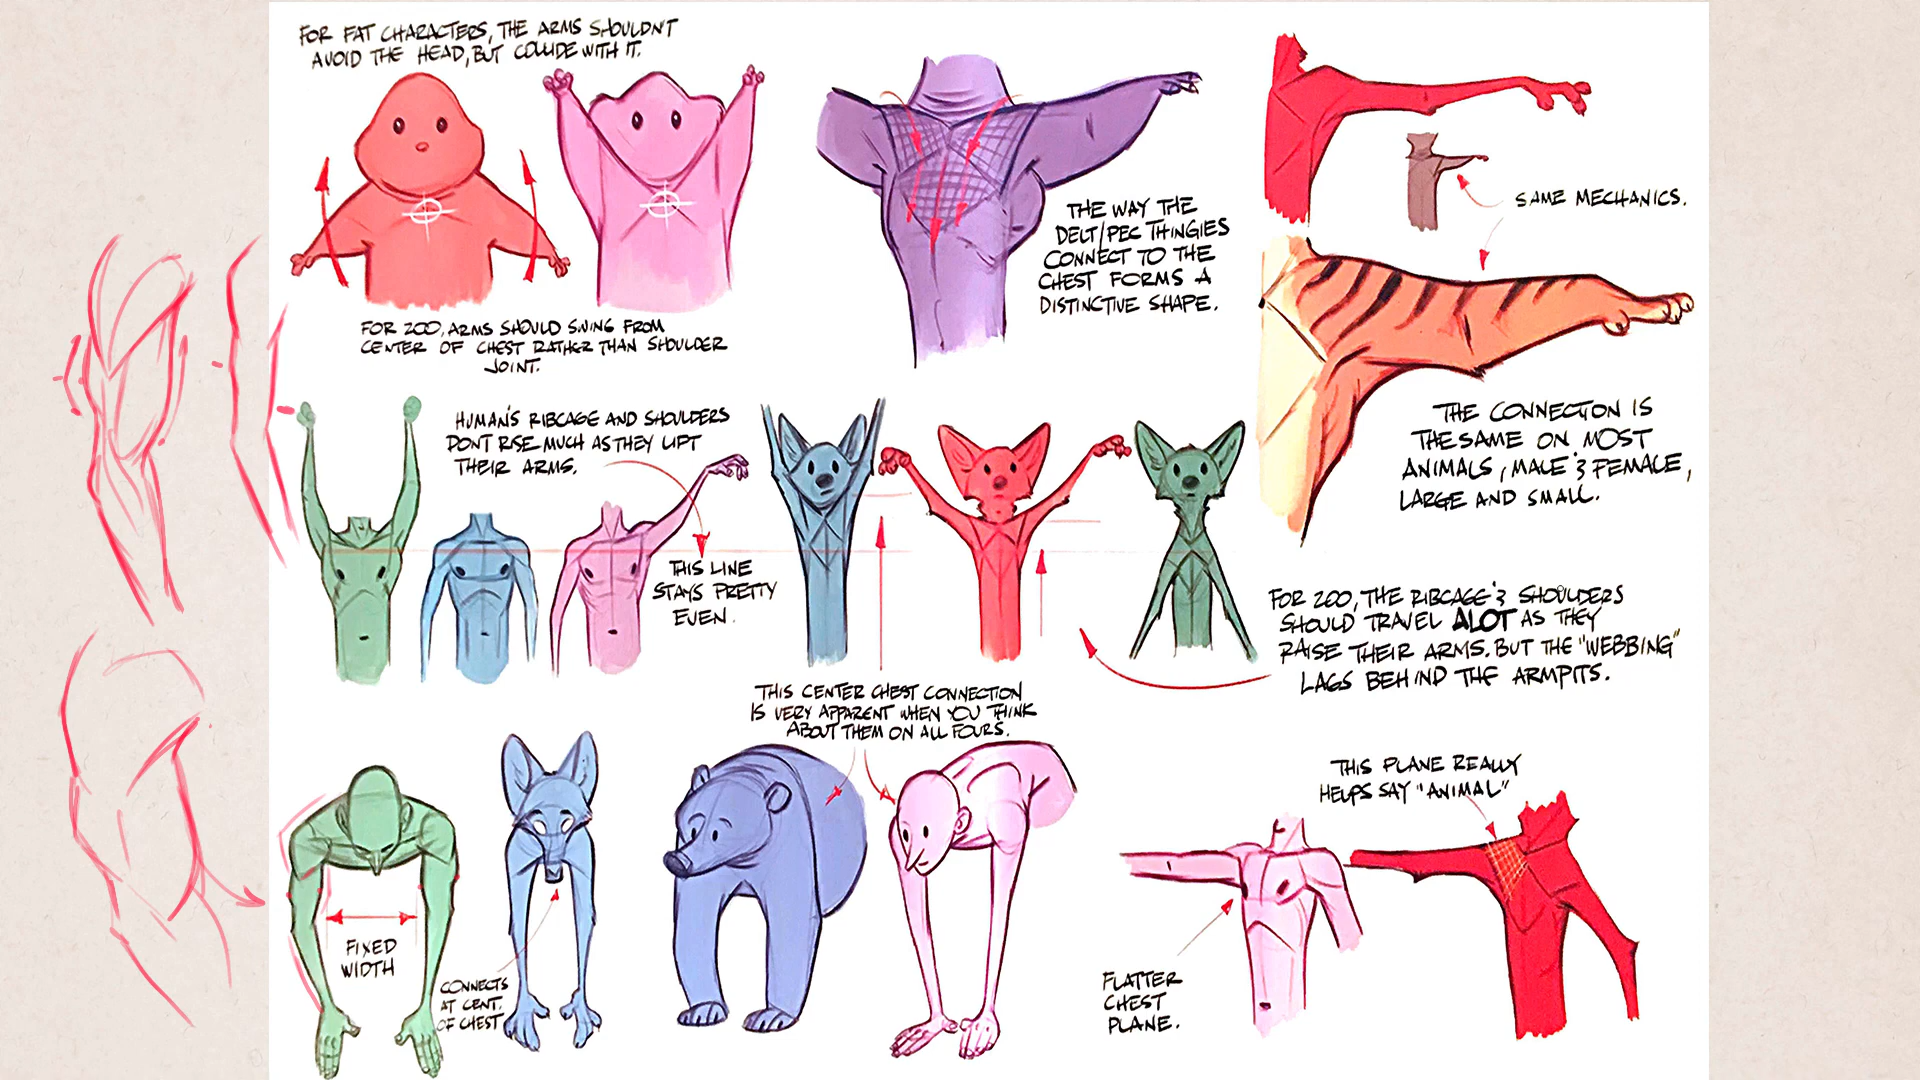 FOR FAT CHARACTERS, THE ARMS SHOULDN'T
AVOID THE HEAD, BUT COLLIDE WITH IT.
FOR ZOO, ARMS SHOULD SWING FROM
CENTER OF CHEST RATHER THAN SHOULDER
JOINT.
THE WAY THE
DELT/PEC THINGIES
CONNECT TO THE
CHEST FORMS A
DISTINCTIVE SHAPE.
SAME MECHANICS.
THE CONNECTION IS
THE SAME ON MOST
ANIMALS, MALE & FEMALE,
LARGE AND SMALL.
HUMAN'S RIBCAGE AND SHOULDERS
DONT RISE MUCH AS THEY LIFT
THEIR ARMS.
THIS LINE
STAYS PRETTY
EVEN.
FOR ZOO, THE RIBCAGE & SHOULDERS
SHOULD TRAVEL ALOT AS THEY
RAISE THEIR ARMS. BUT THE "WEBBING"
LAGS BEHIND THE ARMPITS.
THIS CENTER CHEST CONNECTION
IS VERY APPARENT WHEN YOU THINK
ABOUT THEM ON ALL FOURS.
FIXED
WIDTH
CONNECTS
AT CENT.
OF CHEST
THIS PLANE REALLY
HELPS SAY "ANIMAL"
FLATTER
CHEST
PLANE.